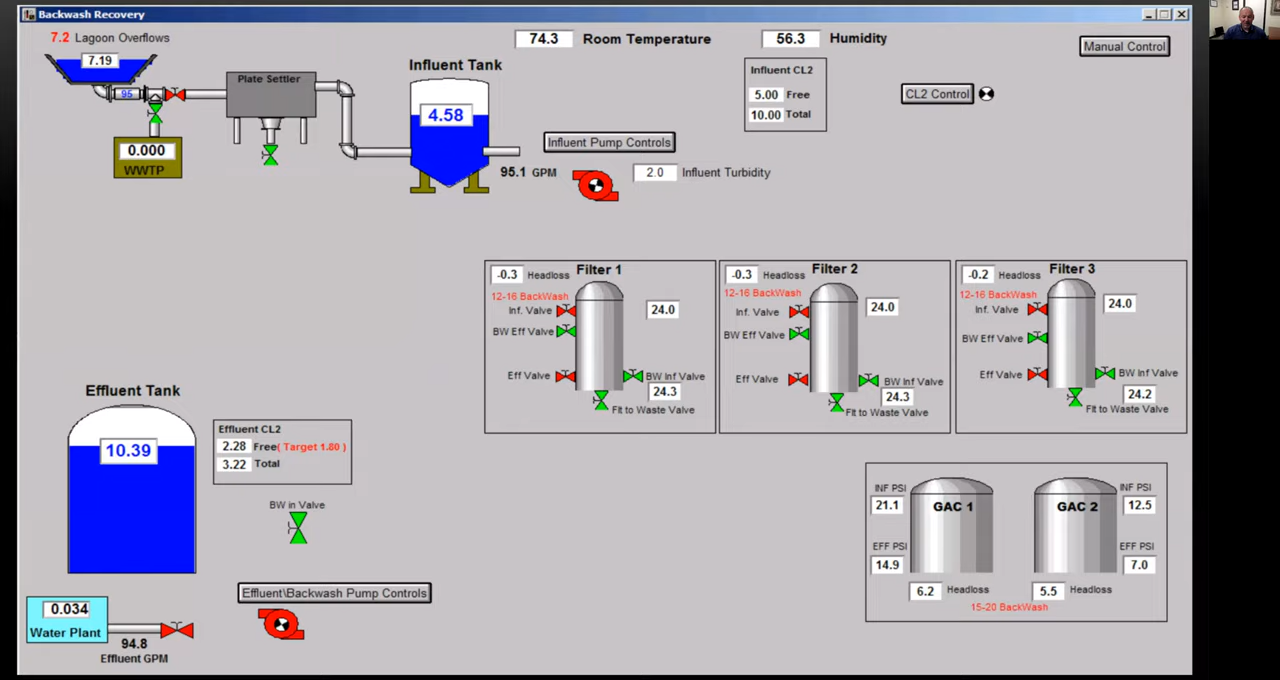 Backwash Recovery
7.2 Lagoon Overflows
7.19
95
0.000
WWTP
Plate Settler
Influent Tank
4.58
95.1 GPM
74.3 Room Temperature
56.3 Humidity
Manual Control
Influent CL2
5.00 Free
10.00 Total
CL2 Control
Influent Pump Controls
2.0 Influent Turbidity
Filter 1
-0.3 Headloss
12-16 BackWash
Inf. Valve
24.0
BW Eff Valve
Eff Valve
BW Inf Valve
24.3
Flt to Waste Valve
Filter 2
-0.3 Headloss
12-16 BackWash
Inf. Valve
24.0
BW Eff Valve
Eff Valve
BW Inf Valve
24.3
Flt to Waste Valve
Filter 3
-0.2 Headloss
12-16 BackWash
Inf. Valve
24.0
BW Eff Valve
Eff Valve
BW Inf Valve
24.2
Flt to Waste Valve
Effluent Tank
10.39
Effluent CL2
2.28 Free( Target 1.80 )
3.22 Total
BW in Valve
Effluent\Backwash Pump Controls
0.034
Water Plant
94.8
Effluent GPM
INF PSI
21.1
GAC 1
EFF PSI
14.9
6.2 Headloss
GAC 2
INF PSI
12.5
EFF PSI
7.0
5.5 Headloss
15-20 BackWash